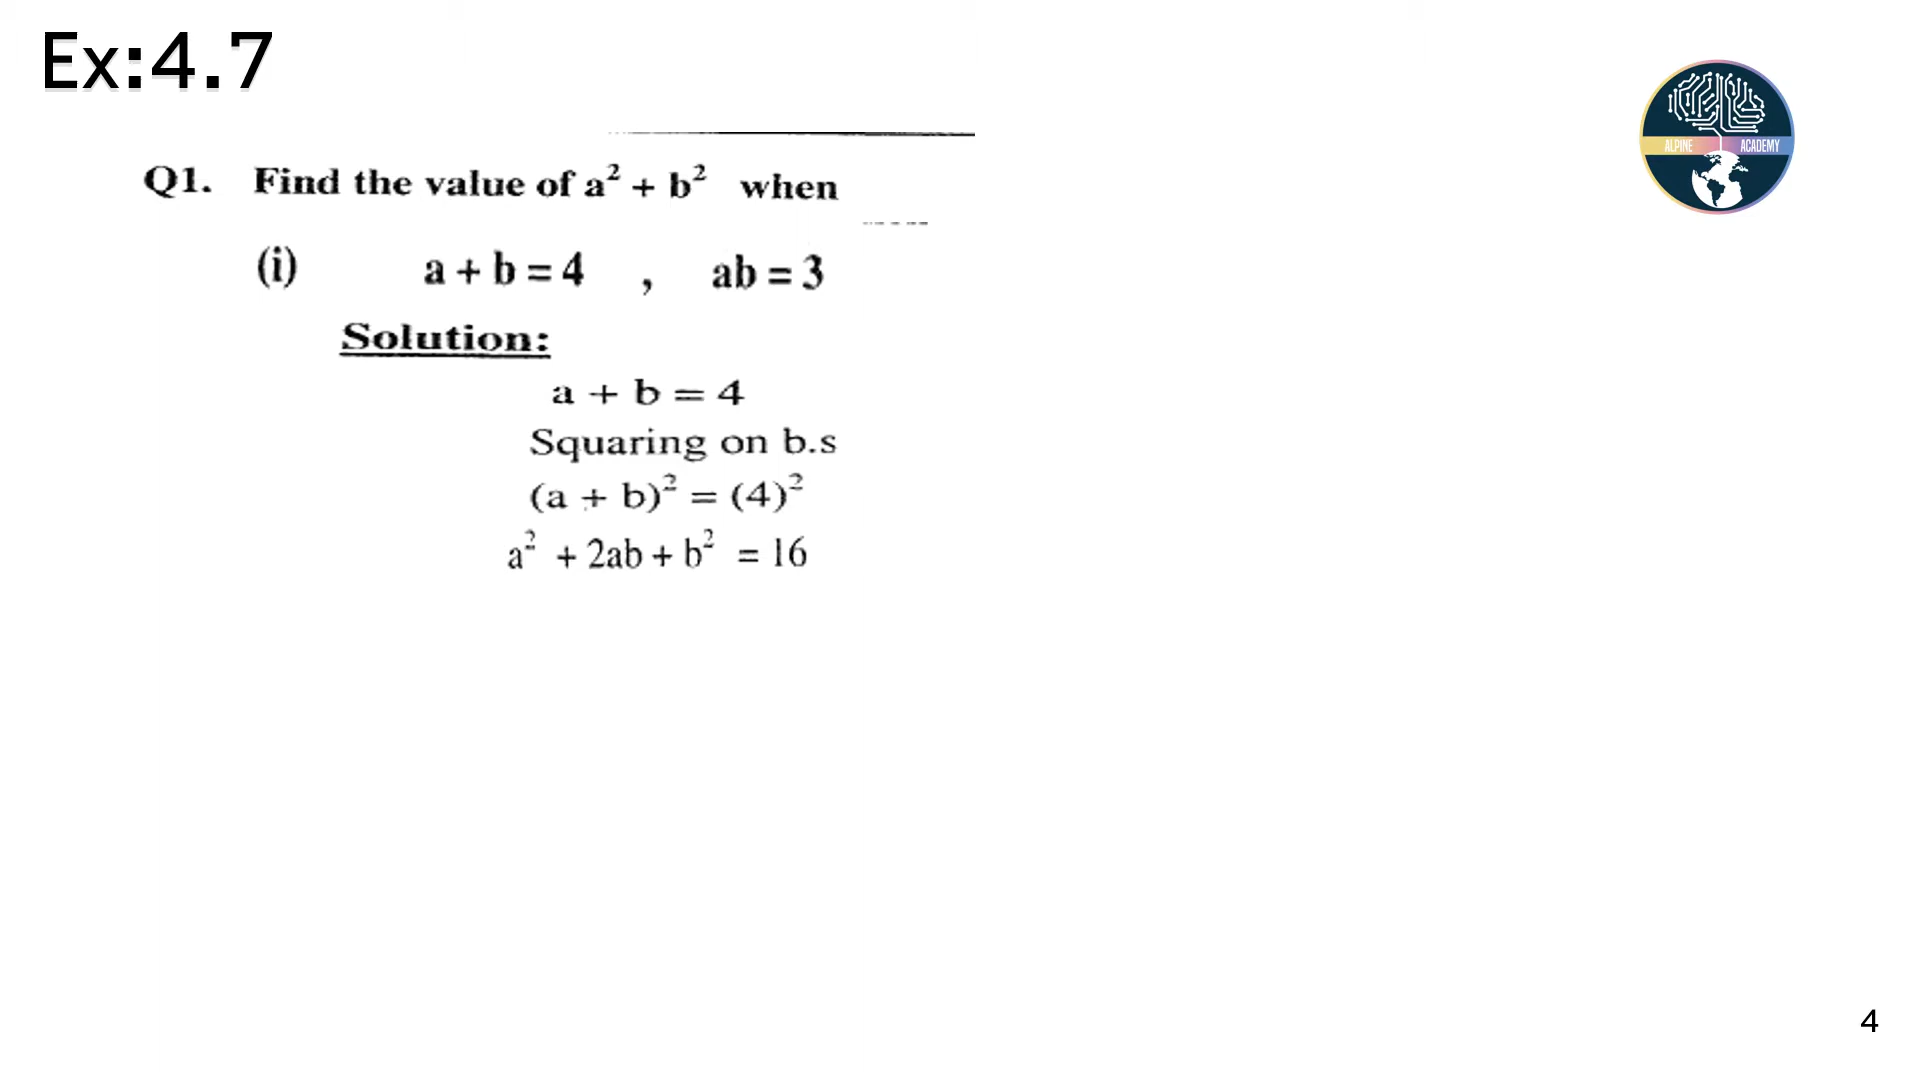 Ex:4.7
ALPINE ACADEMY
Q1. Find the value of a² + b² when
(i) a + b = 4 , ab = 3
Solution:
a + b = 4
Squaring on b.s
(a + b)² = (4)²
a² + 2ab + b² = 16
4